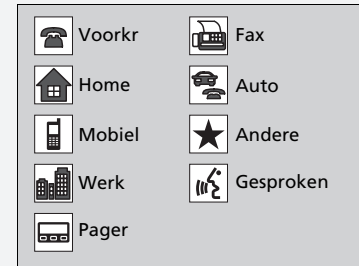 Voorkr
Home
Mobiel
Werk
Pager
Fax
Auto
Andere
Gesproken